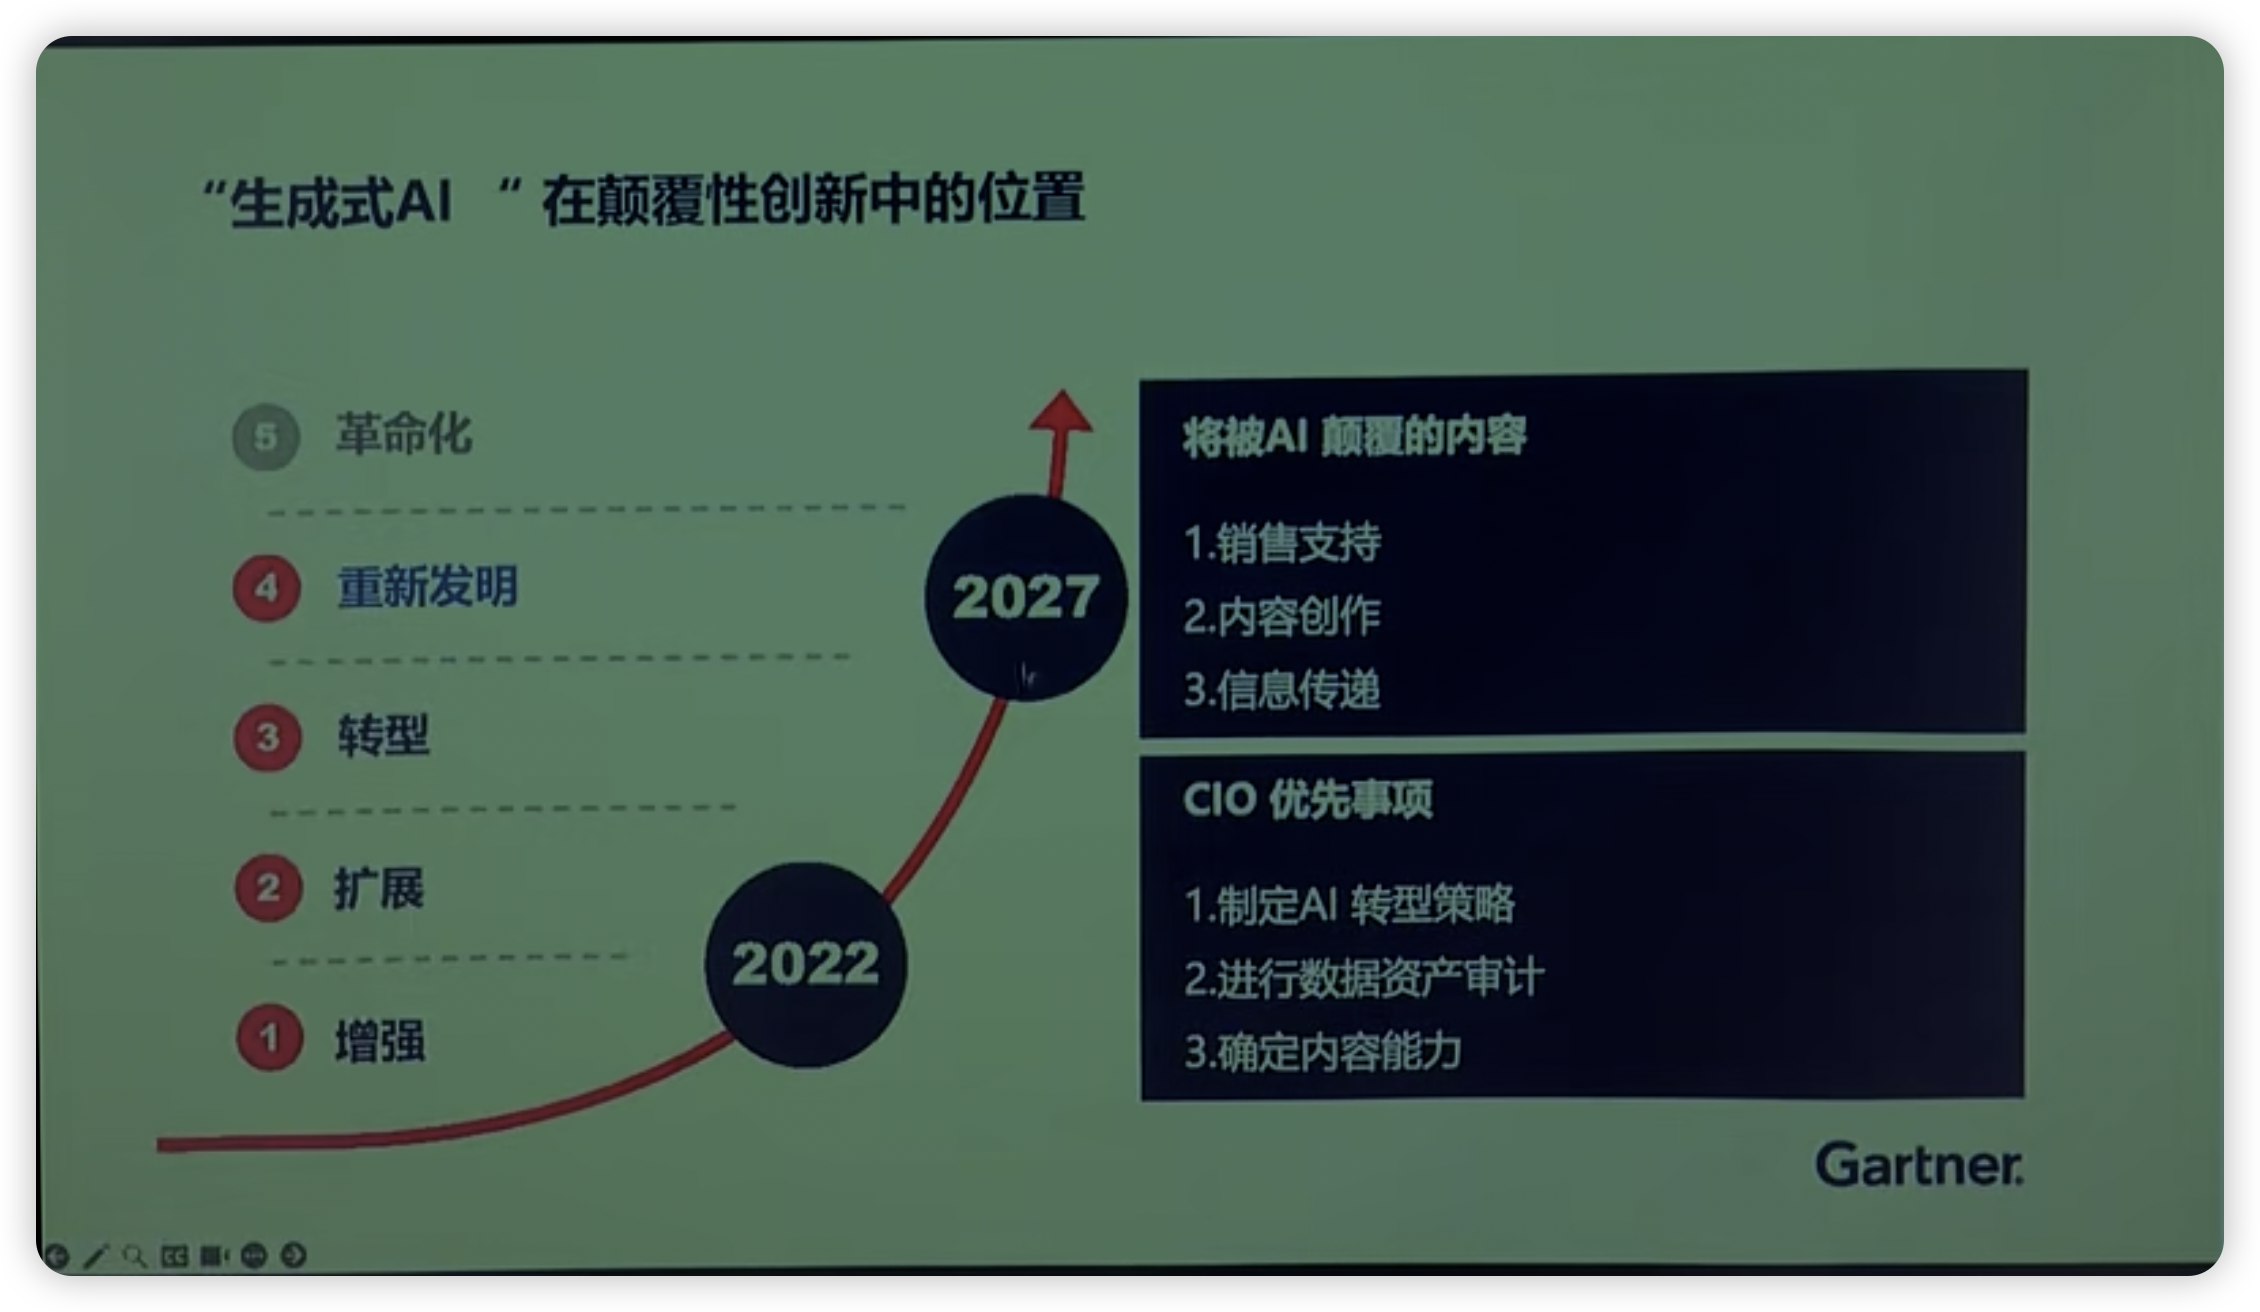 “生成式AI “ 在颠覆性创新中的位置
5 革命化
4 重新发明
3 转型
2 扩展
1 增强
2027
2022
将被AI 颠覆的内容
1.销售支持
2.内容创作
3.信息传递
CIO 优先事项
1.制定AI 转型策略
2.进行数据资产审计
3.确定内容能力
Gartner.